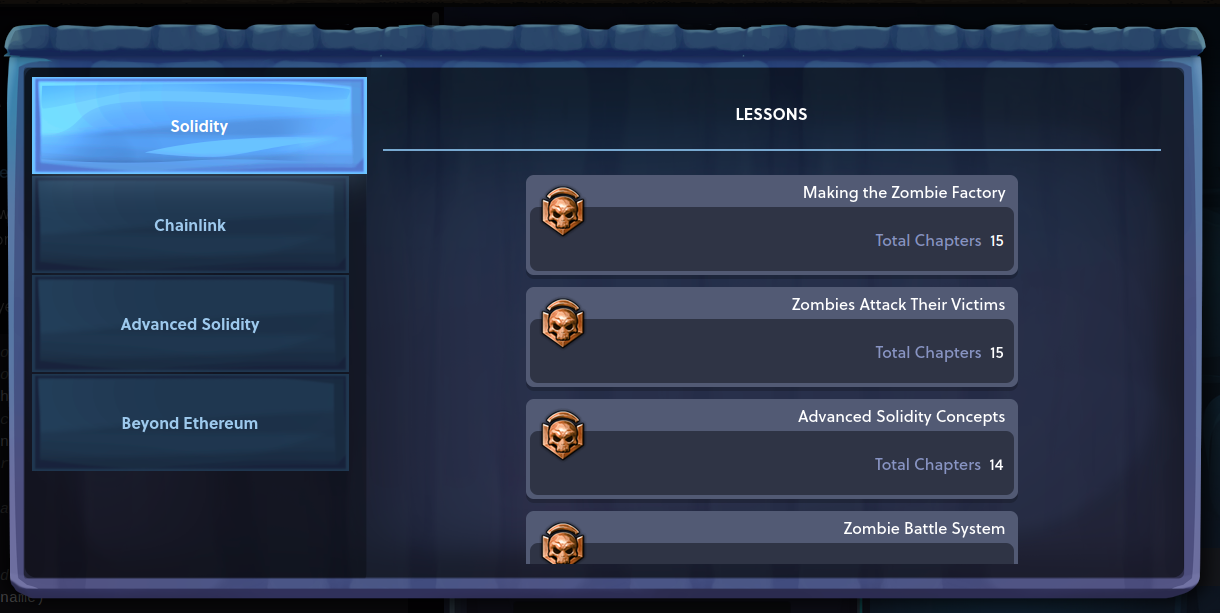 Solidity
Chainlink
Advanced Solidity
Beyond Ethereum
LESSONS
Making the Zombie Factory
Total Chapters 15
Zombies Attack Their Victims
Total Chapters 15
Advanced Solidity Concepts
Total Chapters 14
Zombie Battle System
name)